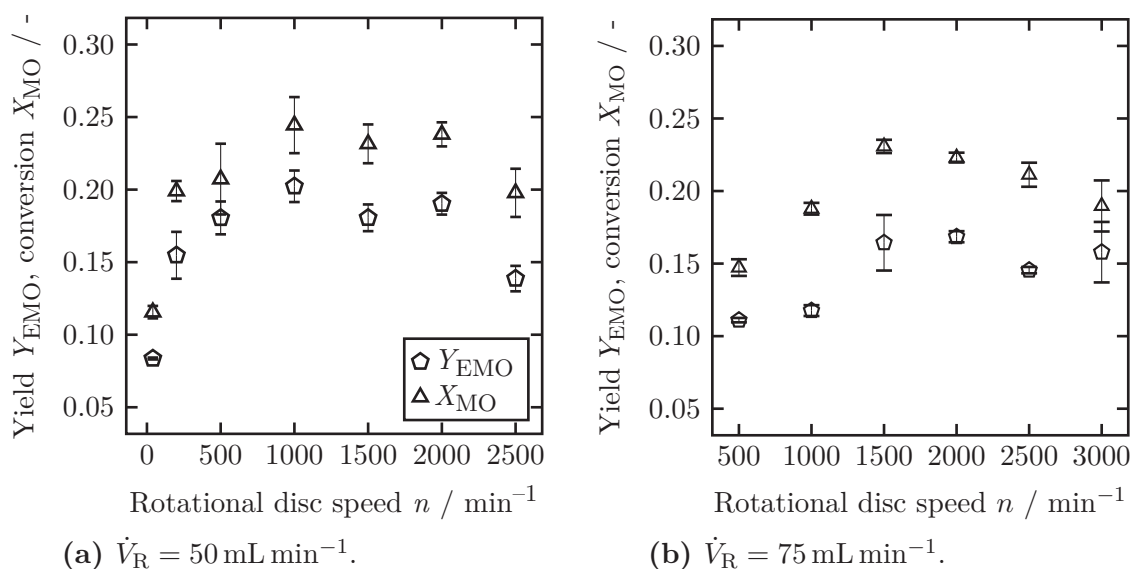 Yield Y_EMO, conversion X_MO / -
0.30
0.25
0.20
0.15
0.10
0.05
Y_EMO
X_MO
0 500 1000 1500 2000 2500
Rotational disc speed n / min⁻¹
(a) V̇_R = 50 mL min⁻¹.
Yield Y_EMO, conversion X_MO / -
0.30
0.25
0.20
0.15
0.10
0.05
500 1000 1500 2000 2500 3000
Rotational disc speed n / min⁻¹
(b) V̇_R = 75 mL min⁻¹.